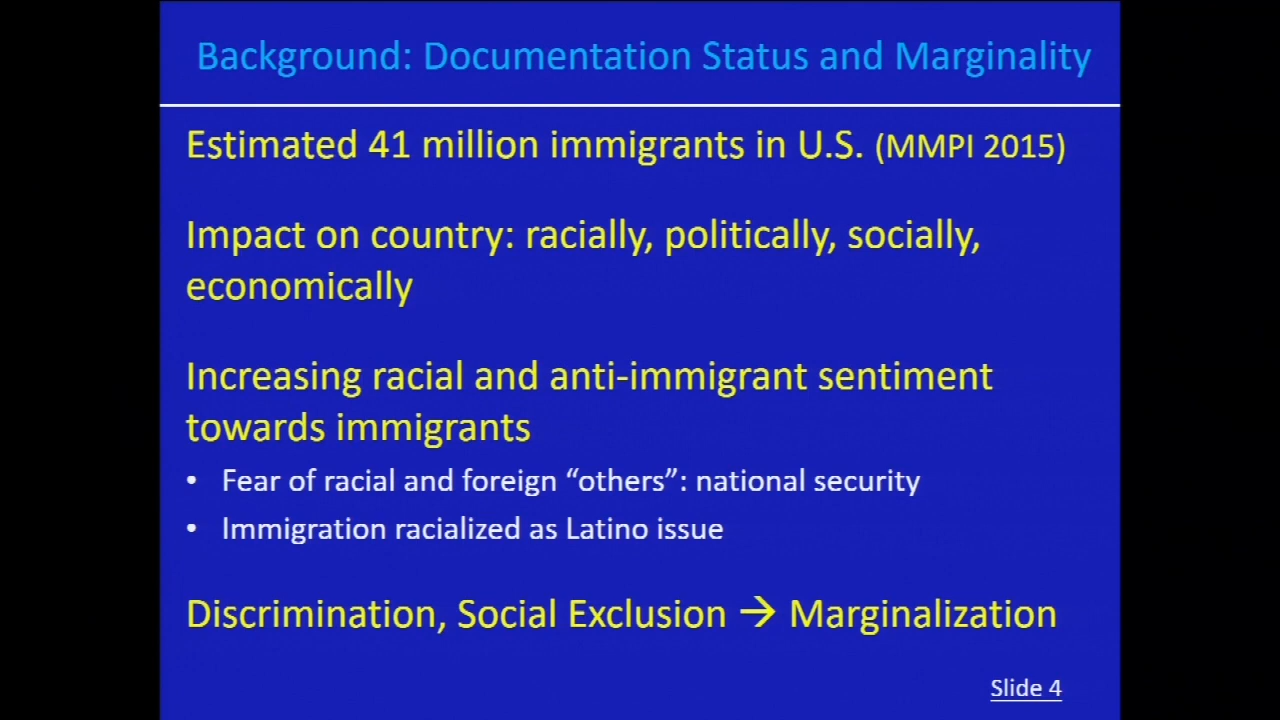 Background: Documentation Status and Marginality
Estimated 41 million immigrants in U.S. (MMPI 2015)
Impact on country: racially, politically, socially,
economically
Increasing racial and anti-immigrant sentiment
towards immigrants
• Fear of racial and foreign “others”: national security
• Immigration racialized as Latino issue
Discrimination, Social Exclusion → Marginalization
Slide 4